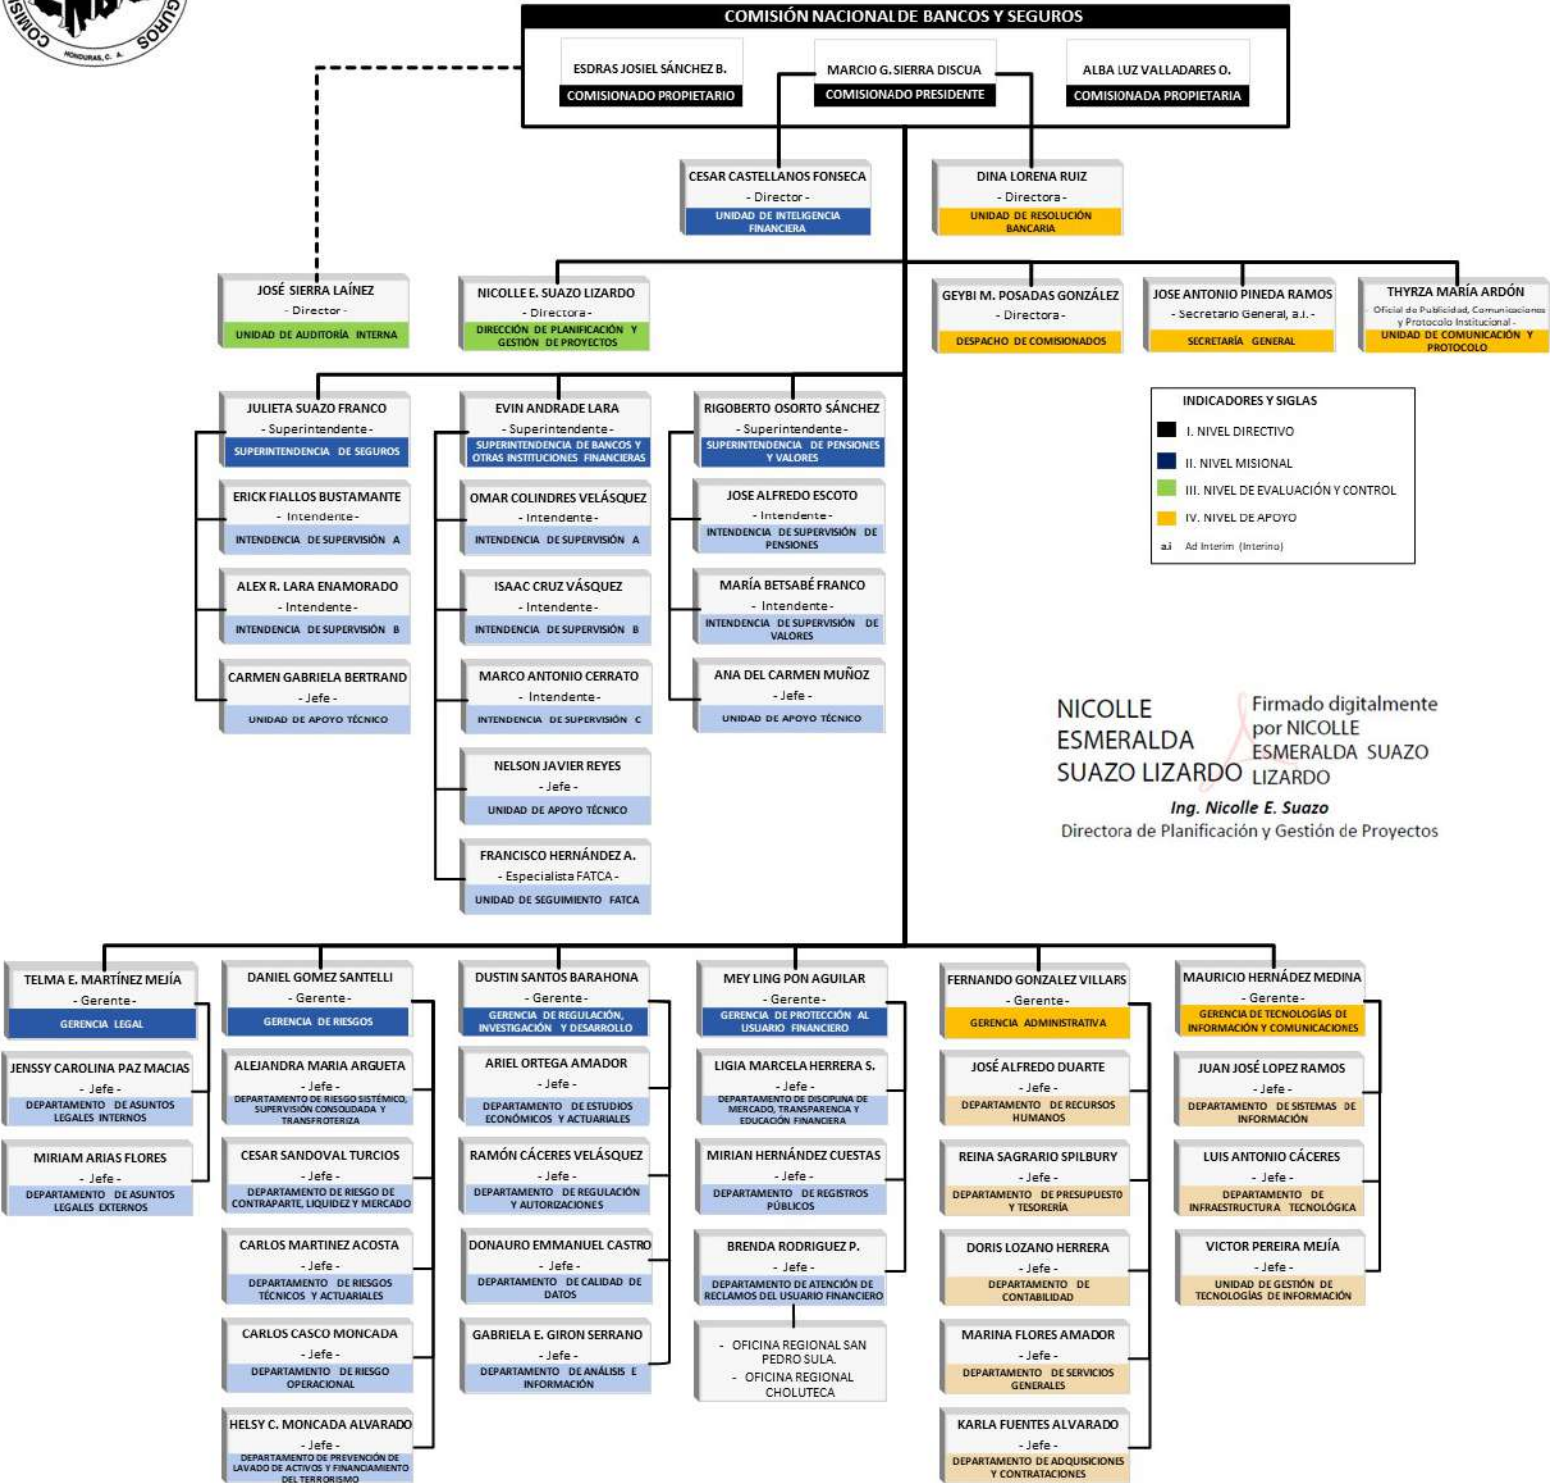 COMISI
GUROS
HONDURAS, C. A.
COMISIÓN NACIONAL DE BANCOS Y SEGUROS
ESDRAS JOSIEL SÁNCHEZ B.
COMISIONADO PROPIETARIO
MARCIO G. SIERRA DISCUA
COMISIONADO PRESIDENTE
ALBA LUZ VALLADARES O.
COMISIONADA PROPIETARIA
CESAR CASTELLANOS FONSECA
- Director -
UNIDAD DE INTELIGENCIA
FINANCIERA
DINA LORENA RUIZ
- Directora -
UNIDAD DE RESOLUCIÓN
BANCARIA
JOSÉ SIERRA LAÍNEZ
- Director -
UNIDAD DE AUDITORÍA INTERNA
NICOLLE E. SUAZO LIZARDO
- Directora -
DIRECCIÓN DE PLANIFICACIÓN Y
GESTIÓN DE PROYECTOS
GEYBI M. POSADAS GONZÁLEZ
- Directora -
DESPACHO DE COMISIONADOS
JOSE ANTONIO PINEDA RAMOS
- Secretario General, a.i. -
SECRETARÍA GENERAL
THYRZA MARÍA ARDÓN
- Oficial de Publicidad, Comunicaciones
y Protocolo Institucional -
UNIDAD DE COMUNICACIÓN Y
PROTOCOLO
JULIETA SUAZO FRANCO
- Superintendente -
SUPERINTENDENCIA DE SEGUROS
ERICK FIALLOS BUSTAMANTE
- Intendente -
INTENDENCIA DE SUPERVISIÓN A
ALEX R. LARA ENAMORADO
- Intendente -
INTENDENCIA DE SUPERVISIÓN B
CARMEN GABRIELA BERTRAND
- Jefe -
UNIDAD DE APOYO TÉCNICO
EVIN ANDRADE LARA
- Superintendente -
SUPERINTENDENCIA DE BANCOS Y
OTRAS INSTITUCIONES FINANCIERAS
OMAR COLINDRES VELÁSQUEZ
- Intendente -
INTENDENCIA DE SUPERVISIÓN A
ISAAC CRUZ VÁSQUEZ
- Intendente -
INTENDENCIA DE SUPERVISIÓN B
MARCO ANTONIO CERRATO
- Intendente -
INTENDENCIA DE SUPERVISIÓN C
NELSON JAVIER REYES
- Jefe -
UNIDAD DE APOYO TÉCNICO
FRANCISCO HERNÁNDEZ A.
- Especialista FATCA -
UNIDAD DE SEGUIMIENTO FATCA
RIGOBERTO OSORTO SÁNCHEZ
- Superintendente -
SUPERINTENDENCIA DE PENSIONES
Y VALORES
JOSE ALFREDO ESCOTO
- Intendente -
INTENDENCIA DE SUPERVISIÓN DE
PENSIONES
MARÍA BETSABÉ FRANCO
- Intendente -
INTENDENCIA DE SUPERVISIÓN DE
VALORES
ANA DEL CARMEN MUÑOZ
- Jefe -
UNIDAD DE APOYO TÉCNICO
INDICADORES Y SIGLAS
I. NIVEL DIRECTIVO
II. NIVEL MISIONAL
III. NIVEL DE EVALUACIÓN Y CONTROL
IV. NIVEL DE APOYO
a.i Ad Interim (Interino)
NICOLLE
ESMERALDA
SUAZO LIZARDO
Firmado digitalmente
por NICOLLE
ESMERALDA SUAZO
LIZARDO
Ing. Nicolle E. Suazo
Directora de Planificación y Gestión de Proyectos
TELMA E. MARTÍNEZ MEJÍA
- Gerente -
GERENCIA LEGAL
JENSSY CAROLINA PAZ MACIAS
- Jefe -
DEPARTAMENTO DE ASUNTOS
LEGALES INTERNOS
MIRIAM ARIAS FLORES
- Jefe -
DEPARTAMENTO DE ASUNTOS
LEGALES EXTERNOS
DANIEL GOMEZ SANTELLI
- Gerente -
GERENCIA DE RIESGOS
ALEJANDRA MARIA ARGUETA
- Jefe -
DEPARTAMENTO DE RIESGO SISTÉMICO,
SUPERVISIÓN CONSOLIDADA Y
TRANSFROTERIZA
CESAR SANDOVAL TURCIOS
- Jefe -
DEPARTAMENTO DE RIESGO DE
CONTRAPARTE, LIQUIDEZ Y MERCADO
CARLOS MARTINEZ ACOSTA
- Jefe -
DEPARTAMENTO DE RIESGOS
TÉCNICOS Y ACTUARIALES
CARLOS CASCO MONCADA
- Jefe -
DEPARTAMENTO DE RIESGO
OPERACIONAL
HELSY C. MONCADA ALVARADO
- Jefe -
DEPARTAMENTO DE PREVENCIÓN DE
LAVADO DE ACTIVOS Y FINANCIAMIENTO
DEL TERRORISMO
DUSTIN SANTOS BARAHONA
- Gerente -
GERENCIA DE REGULACIÓN,
INVESTIGACIÓN Y DESARROLLO
ARIEL ORTEGA AMADOR
- Jefe -
DEPARTAMENTO DE ESTUDIOS
ECONÓMICOS Y ACTUARIALES
RAMÓN CÁCERES VELÁSQUEZ
- Jefe -
DEPARTAMENTO DE REGULACIÓN
Y AUTORIZACIONES
DONAURO EMMANUEL CASTRO
- Jefe -
DEPARTAMENTO DE CALIDAD DE
DATOS
GABRIELA E. GIRON SERRANO
- Jefe -
DEPARTAMENTO DE ANÁLISIS E
INFORMACIÓN
MEY LING PON AGUILAR
- Gerente -
GERENCIA DE PROTECCIÓN AL
USUARIO FINANCIERO
LIGIA MARCELA HERRERA S.
- Jefe -
DEPARTAMENTO DE DISCIPLINA DE
MERCADO, TRANSPARENCIA Y
EDUCACIÓN FINANCIERA
MIRIAN HERNÁNDEZ CUESTAS
- Jefe -
DEPARTAMENTO DE REGISTROS
PÚBLICOS
BRENDA RODRIGUEZ P.
- Jefe -
DEPARTAMENTO DE ATENCIÓN DE
RECLAMOS DEL USUARIO FINANCIERO
- OFICINA REGIONAL SAN
PEDRO SULA.
- OFICINA REGIONAL
CHOLUTECA
FERNANDO GONZALEZ VILLARS
- Gerente -
GERENCIA ADMINISTRATIVA
JOSÉ ALFREDO DUARTE
- Jefe -
DEPARTAMENTO DE RECURSOS
HUMANOS
REINA SAGRARIO SPILBURY
- Jefe -
DEPARTAMENTO DE PRESUPUESTO
Y TESORERÍA
DORIS LOZANO HERRERA
- Jefe -
DEPARTAMENTO DE
CONTABILIDAD
MARINA FLORES AMADOR
- Jefe -
DEPARTAMENTO DE SERVICIOS
GENERALES
KARLA FUENTES ALVARADO
- Jefe -
DEPARTAMENTO DE ADQUISICIONES
Y CONTRATACIONES
MAURICIO HERNÁDEZ MEDINA
- Gerente -
GERENCIA DE TECNOLOGÍAS DE
INFORMACIÓN Y COMUNICACIONES
JUAN JOSÉ LOPEZ RAMOS
- Jefe -
DEPARTAMENTO DE SISTEMAS DE
INFORMACIÓN
LUIS ANTONIO CÁCERES
- Jefe -
DEPARTAMENTO DE
INFRAESTRUCTURA TECNOLÓGICA
VICTOR PEREIRA MEJÍA
- Jefe -
UNIDAD DE GESTIÓN DE
TECNOLOGÍAS DE INFORMACIÓN